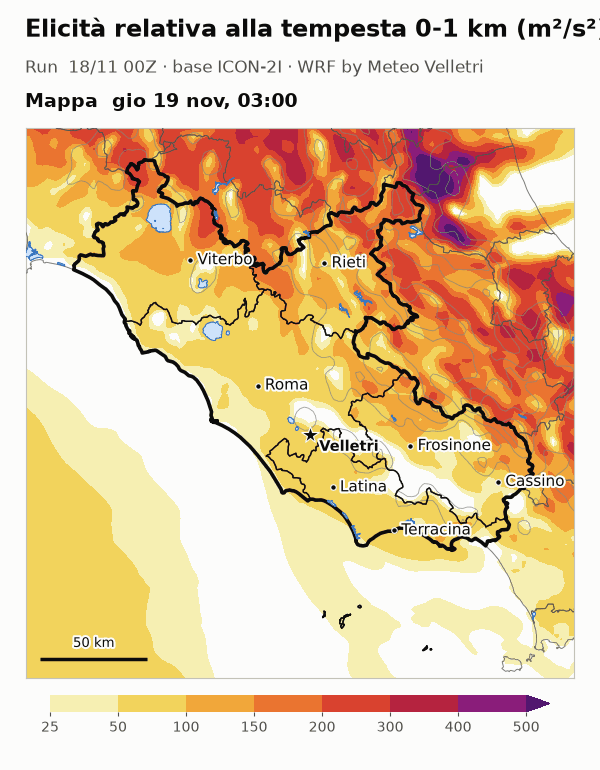 Elicità relativa alla tempesta 0-1 km (m²/s²)
Run  18/11 00Z · base ICON-2I · WRF by Meteo Velletri
Mappa  gio 19 nov, 03:00
Viterbo
Rieti
Roma
Velletri
Frosinone
Cassino
Latina
Terracina
50 km
25 50 100 150 200 300 400 500